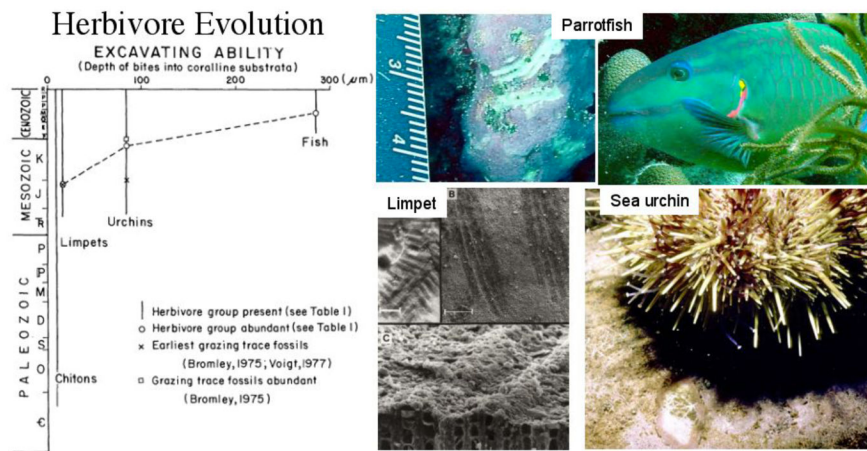 Herbivore Evolution
EXCAVATING ABILITY
(Depth of bites into coralline substrata)
0 100 200 300 (μm)
CENOZOIC
MESOZOIC
K
J
Ƭ
PALEOZOIC
P
P
M
D
S
O
Є
Fish
Urchins
Limpets
Chitons
Herbivore group present (see Table I)
Herbivore group abundant (see Table I)
Earliest grazing trace fossils
(Bromley, 1975; Voigt, 1977)
Grazing trace fossils abundant
(Bromley, 1975)
Parrotfish
3
4
Limpet
B
C
Sea urchin